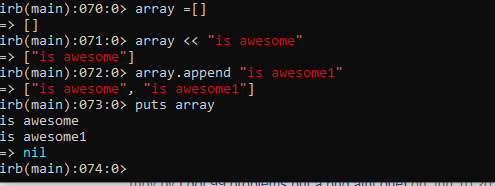 irb(main):070:0> array =[]
=> []
irb(main):071:0> array << "is awesome"
=> ["is awesome"]
irb(main):072:0> array.append "is awesome1"
=> ["is awesome", "is awesome1"]
irb(main):073:0> puts array
is awesome
is awesome1
=> nil
irb(main):074:0>